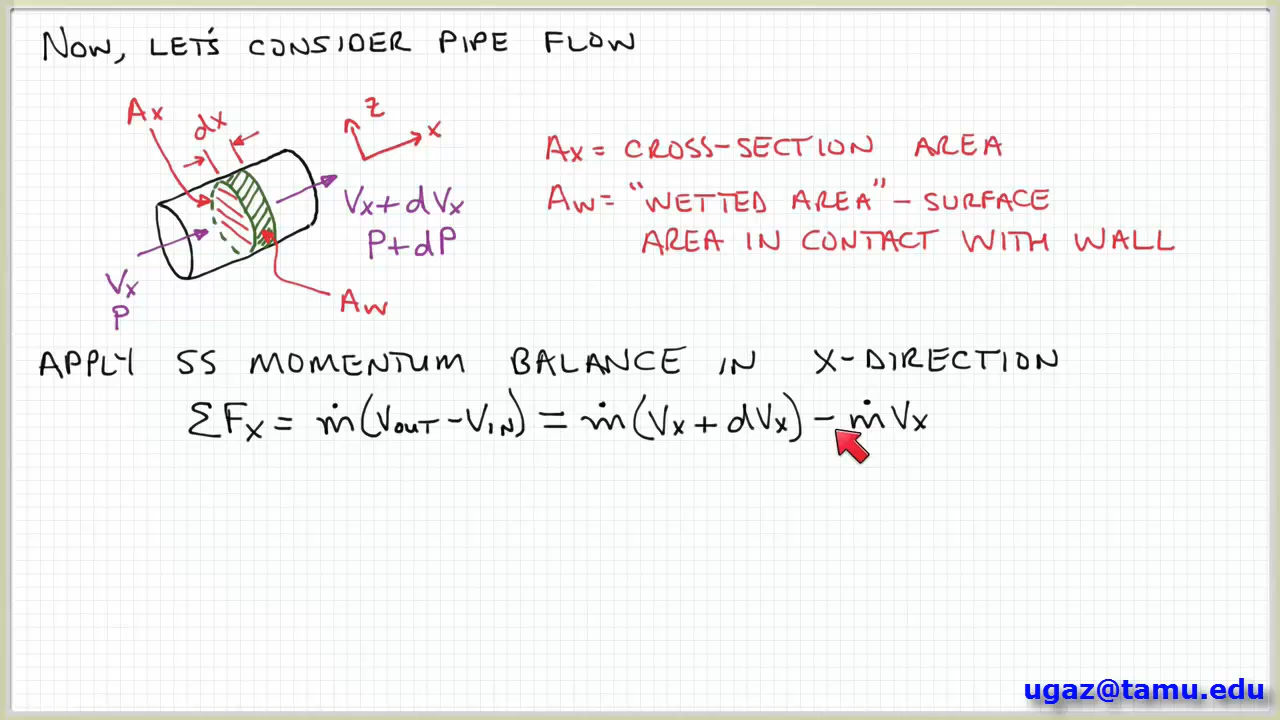 NOW, LET'S CONSIDER PIPE FLOW
Ax
dx
z
x
Vx + dVx
P + dP
Vx
P
Aw
Ax = CROSS-SECTION AREA
Aw = "WETTED AREA" - SURFACE
AREA IN CONTACT WITH WALL
APPLY SS MOMENTUM BALANCE IN X-DIRECTION
ΣFx = ṁ(VOUT - VIN) = ṁ(Vx + dVx) - ṁVx
ugaz@tamu.edu